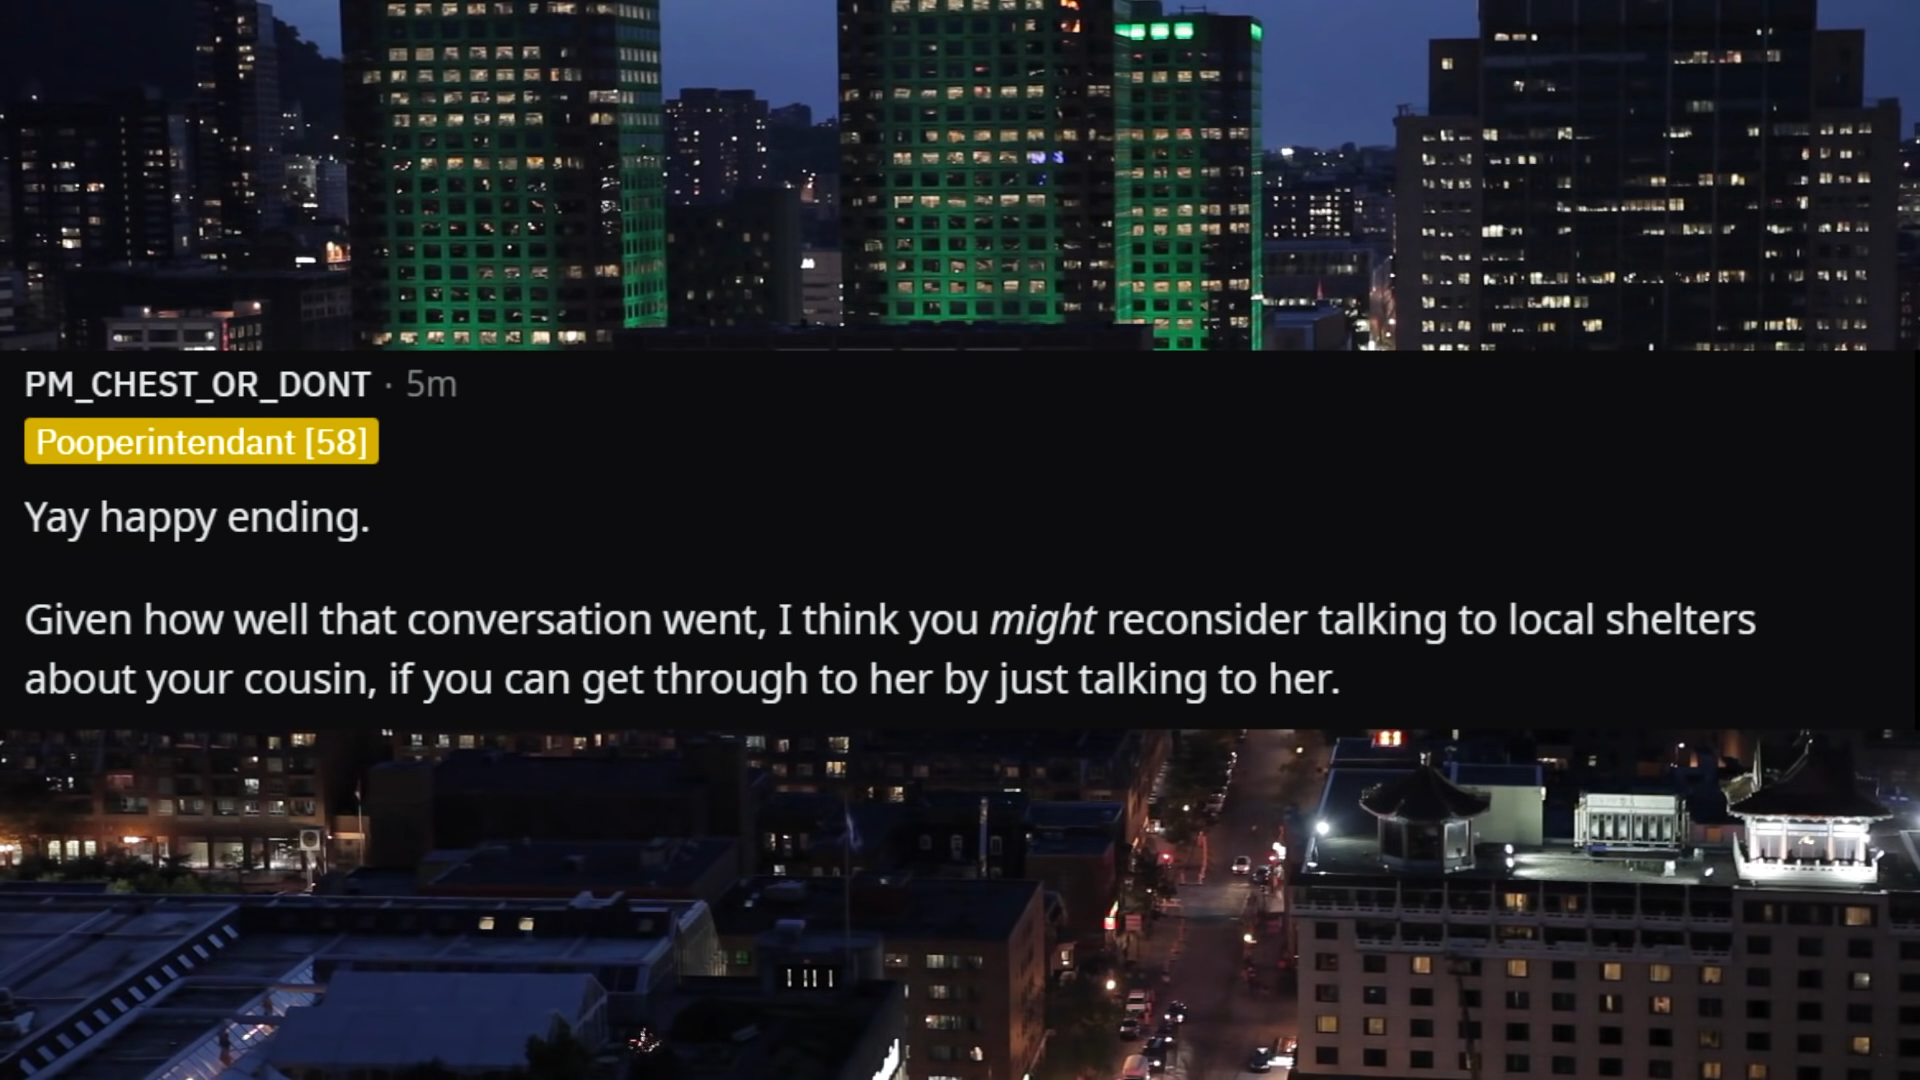 PM_CHEST_OR_DONT · 5m
Pooperintendant [58]
Yay happy ending.
Given how well that conversation went, I think you might reconsider talking to local shelters
about your cousin, if you can get through to her by just talking to her.